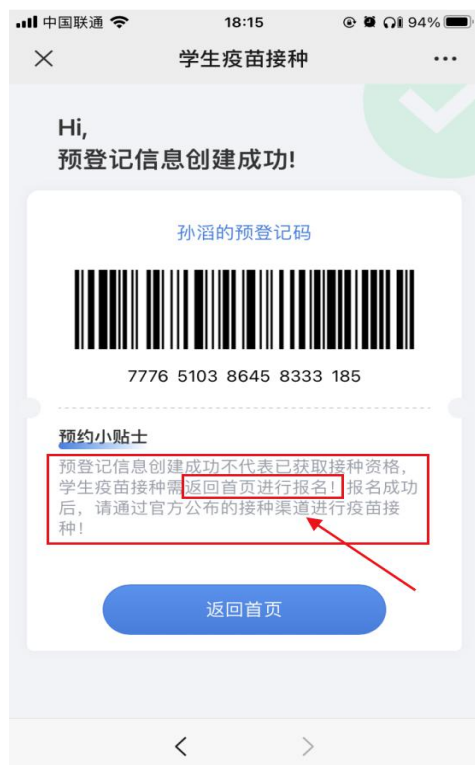 中国联通 18:15 94%
学生疫苗接种
Hi,
预登记信息创建成功!
孙滔的预登记码
7776 5103 8645 8333 185
预约小贴士
预登记信息创建成功不代表已获取接种资格，
学生疫苗接种需返回首页进行报名！报名成功
后，请通过官方公布的接种渠道进行疫苗接
种！
返回首页